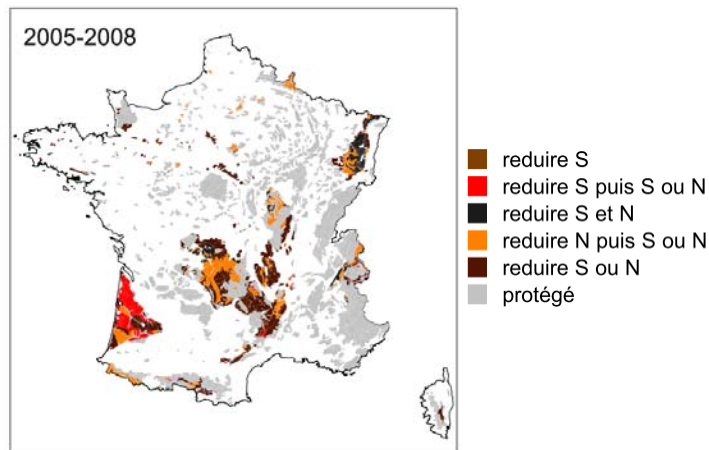 2005-2008
reduire S
reduire S puis S ou N
reduire S et N
reduire N puis S ou N
reduire S ou N
protégé